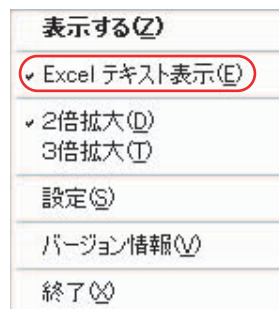 表示する(Z)
Excel テキスト表示(E)
2倍拡大(D)
3倍拡大(T)
設定(S)
バージョン情報(V)
終了(X)